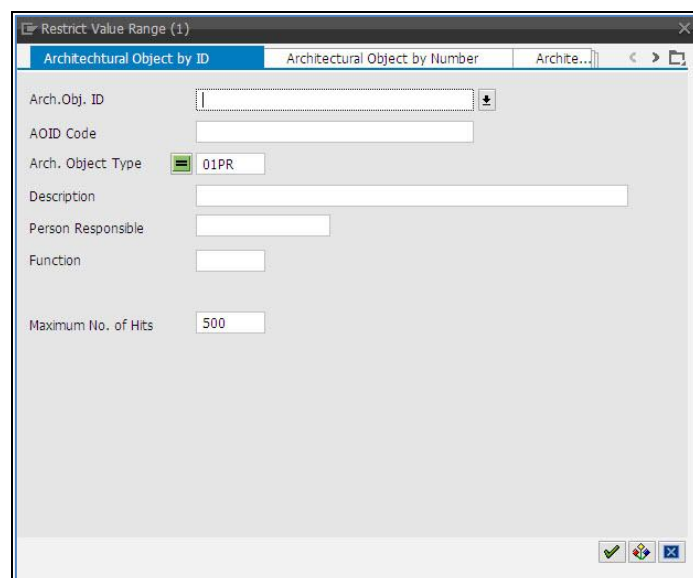 Restrict Value Range (1)
Architechtural Object by ID Architectural Object by Number Archite...
Arch.Obj. ID
AOID Code
Arch. Object Type 01PR
Description
Person Responsible
Function
Maximum No. of Hits 500